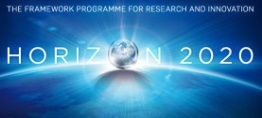 THE FRAMEWORK PROGRAMME FOR RESEARCH AND INNOVATION
HORIZON 2020